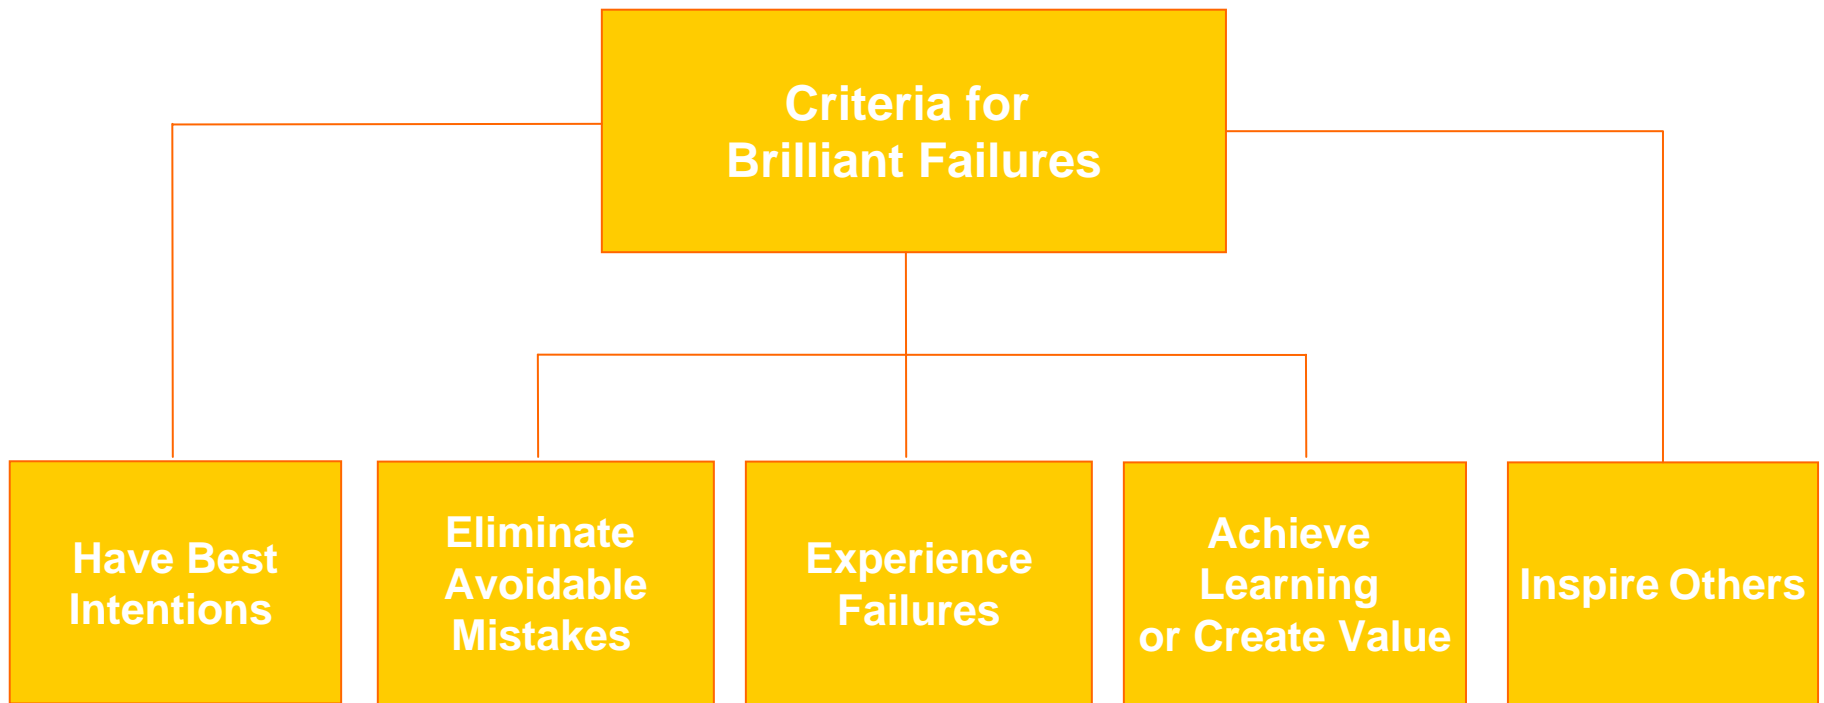 Criteria for
Brilliant Failures
Have Best
Intentions
Eliminate
Avoidable
Mistakes
Experience
Failures
Achieve
Learning
or Create Value
Inspire Others